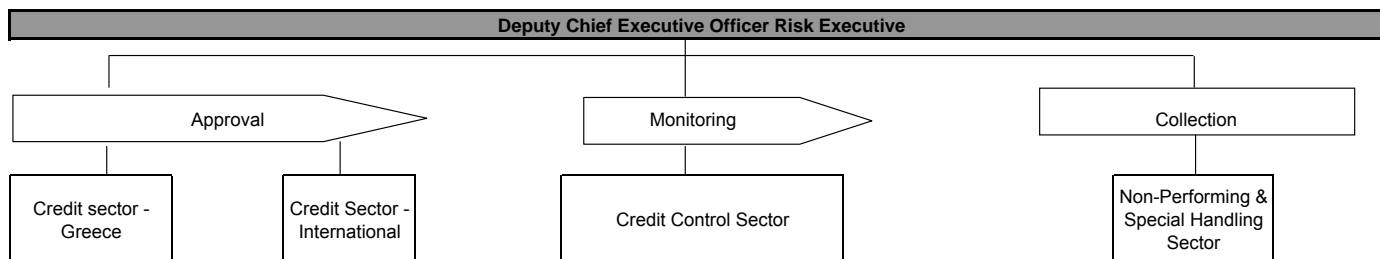 Deputy Chief Executive Officer Risk Executive
Approval
Monitoring
Collection
Credit sector -
Greece
Credit Sector -
International
Credit Control Sector
Non-Performing &
Special Handling
Sector